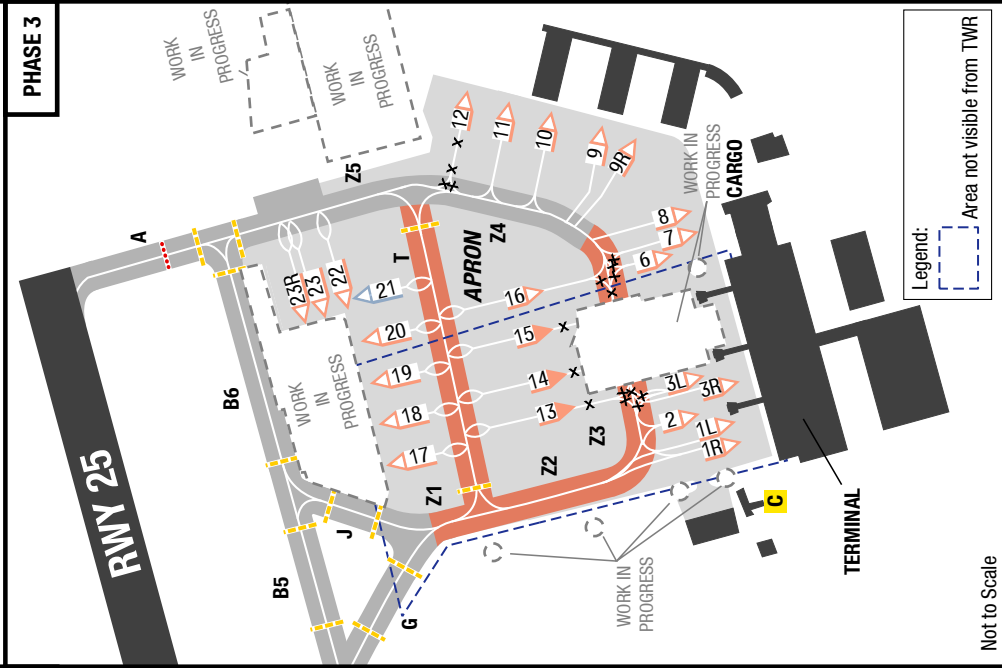 PHASE 3
WORK
IN
PROGRESS
WORK
IN
PROGRESS
A
Z5
12
11
10
9
9R
WORK IN
PROGRESS
CARGO
8
7
6
Z4
APRON
T
23R
23
22
21
20
19
18
17
16
15
14
13
B6
WORK
IN
PROGRESS
RWY 25
B5
J
G
Z1
Z2
Z3
3L
3R
2
1L
1R
C
WORK IN
PROGRESS
TERMINAL
Legend:
Area not visible from TWR
Not to Scale